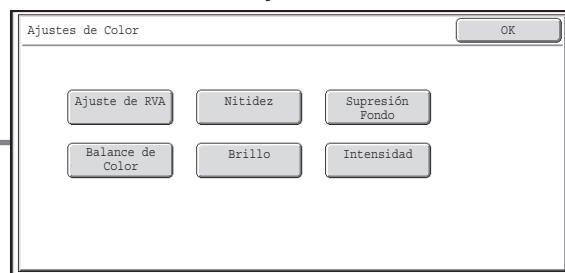 Ajustes de Color
OK
Ajuste de RVA
Nitidez
Supresión
Fondo
Balance de
Color
Brillo
Intensidad